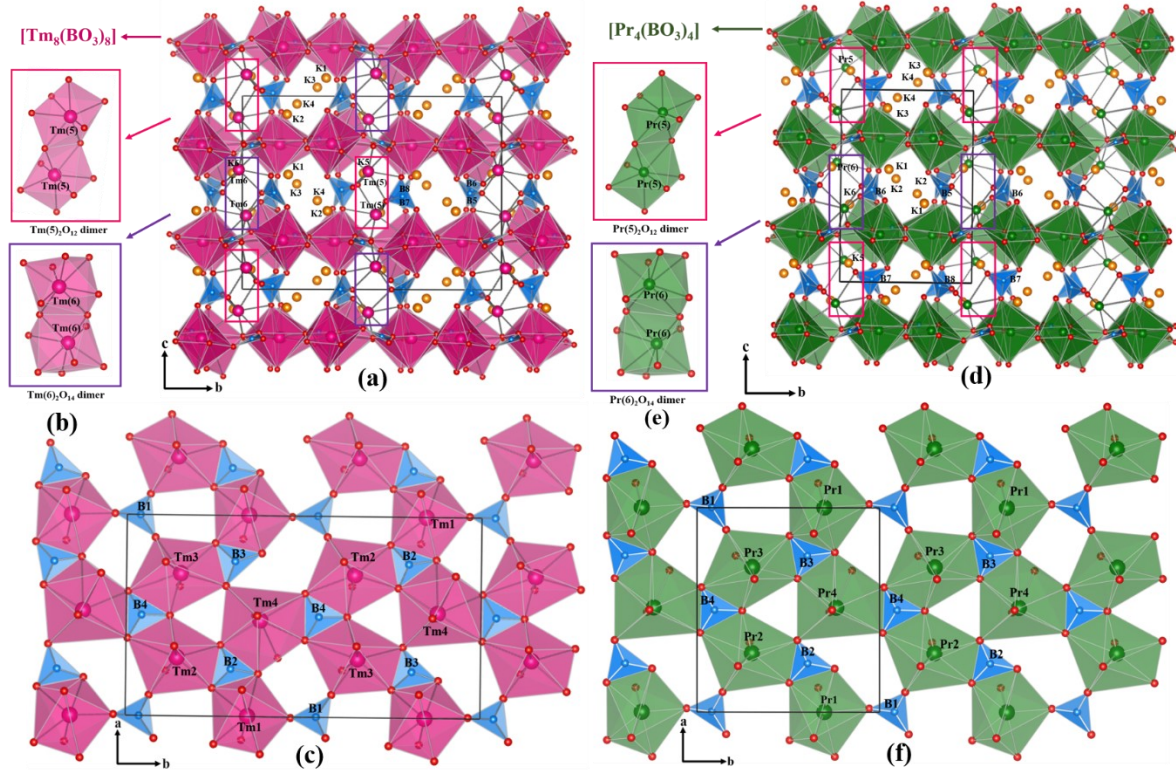 [Tm8(BO3)8]
Tm(5)
Tm(5)
Tm(5)2O12 dimer
Tm(6)
Tm(6)
Tm(6)2O14 dimer
(b)
K1
K3
K4
K2
K1
K5
Tm6
K3
K4
Tm(5)
B8
B6
Tm6
K2
Tm(5)
B7
B5
c
b
(a)
[Pr4(BO3)4]
Pr(5)
Pr(5)
Pr(5)2O12 dimer
Pr(6)
Pr(6)
Pr(6)2O14 dimer
(e)
Pr5
K3
K4
K4
K3
Pr(6)
K1
K2
K2
K6
B6
B5
B6
K1
K5
B7
B8
B7
c
b
(d)
B1
Tm1
Tm3
B3
Tm2
B2
B4
Tm4
B4
Tm4
Tm2
B2
Tm3
B3
Tm1
B1
a
b
(c)
B1
Pr1
Pr1
Pr3
B3
Pr3
B3
B4
Pr4
B4
Pr4
Pr2
B2
Pr2
B2
Pr1
B1
a
b
(f)